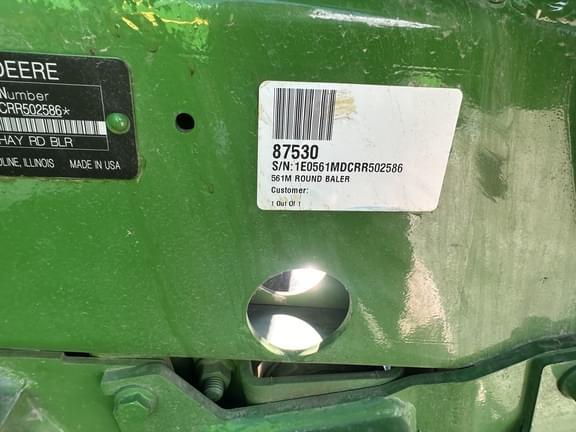 DEERE
Number
CRR502586*
HAY RD BLR
LINE, ILLINOIS MADE IN USA
87530
S/N: 1E0561MDCRR502586
561M ROUND BALER
Customer:
1 Out Of 1